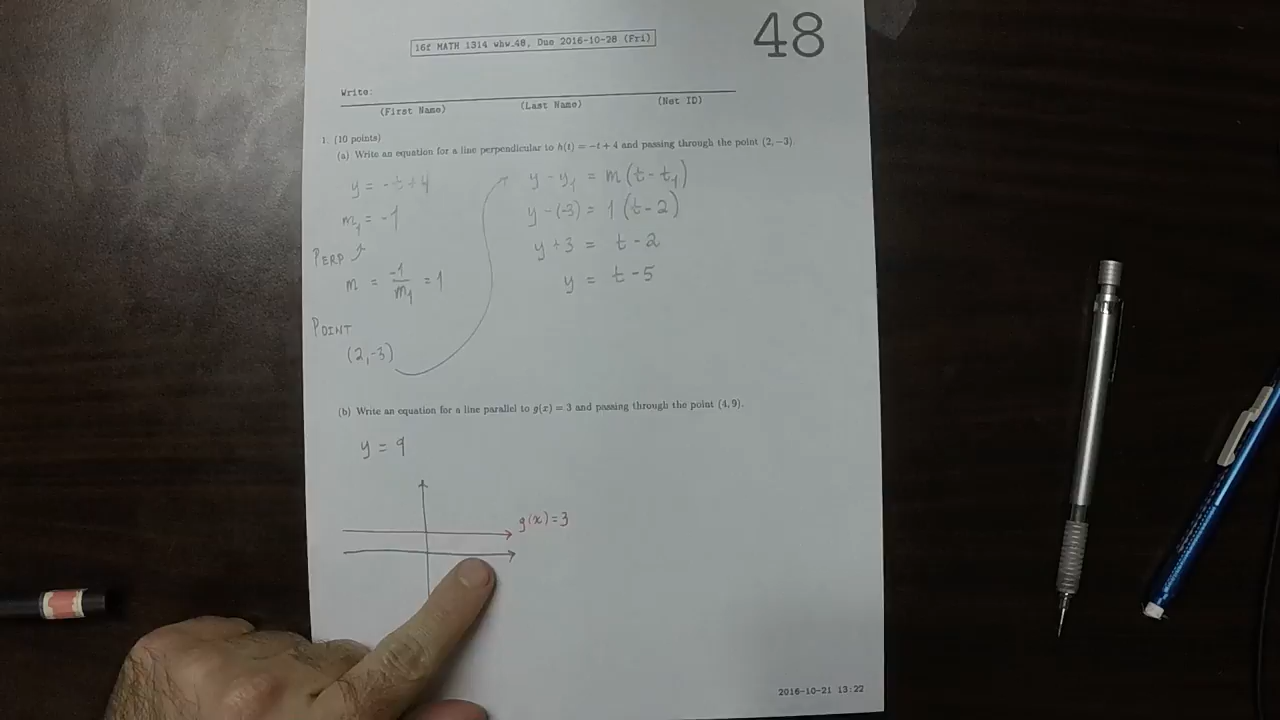 48
16f MATH 1314 whw.48, Due 2016-10-28 (Fri)
Write:
(First Name) (Last Name) (Net ID)
1. (10 points)
(a) Write an equation for a line perpendicular to h(t) = −t + 4 and passing through the point (2, −3).
y = -t + 4
m₁ = -1
PERP
m = -1/m₁ = 1
POINT
(2,-3)
y - y₁ = m(t - t₁)
y - (-3) = 1(t - 2)
y + 3 = t - 2
y = t - 5
(b) Write an equation for a line parallel to g(x) = 3 and passing through the point (4, 9).
y = 9
g(x) = 3
2016-10-21 13:22